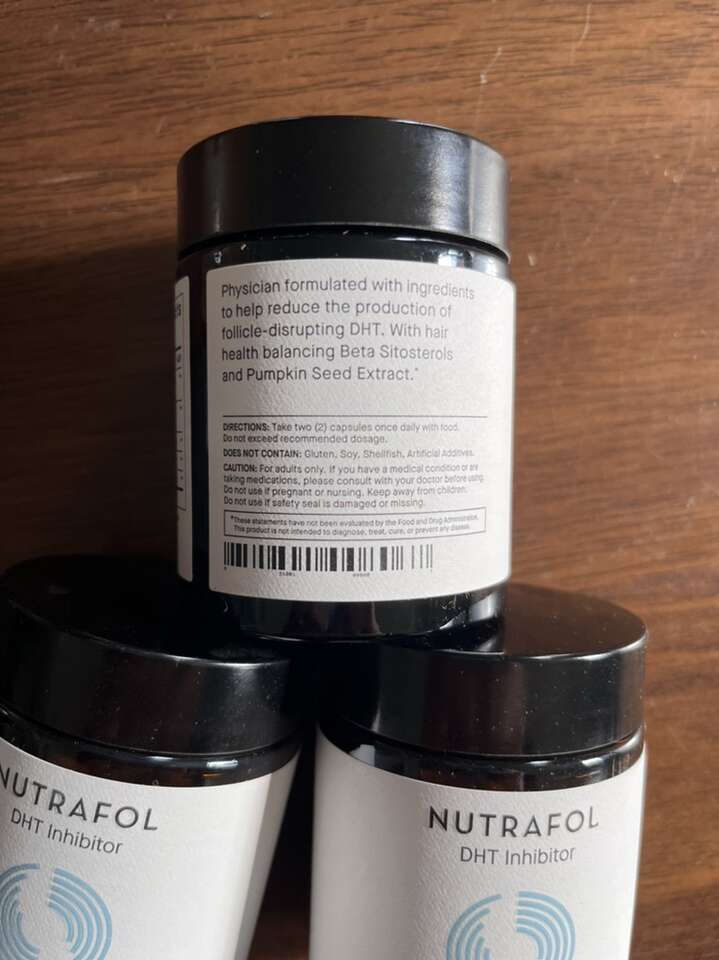 Physician formulated with ingredients
to help reduce the production of
follicle-disrupting DHT. With hair
health balancing Beta Sitosterols
and Pumpkin Seed Extract.*
DIRECTIONS: Take two (2) capsules once daily with food.
Do not exceed recommended dosage.
DOES NOT CONTAIN: Gluten, Soy, Shellfish, Artificial Additives.
CAUTION: For adults only. If you have a medical condition or are
taking medications, please consult with your doctor before using.
Do not use if pregnant or nursing. Keep away from children.
Do not use if safety seal is damaged or missing.
*These statements have not been evaluated by the Food and Drug Administration.
This product is not intended to diagnose, treat, cure, or prevent any disease.
NUTRAFOL
DHT Inhibitor
NUTRAFOL
DHT Inhibitor